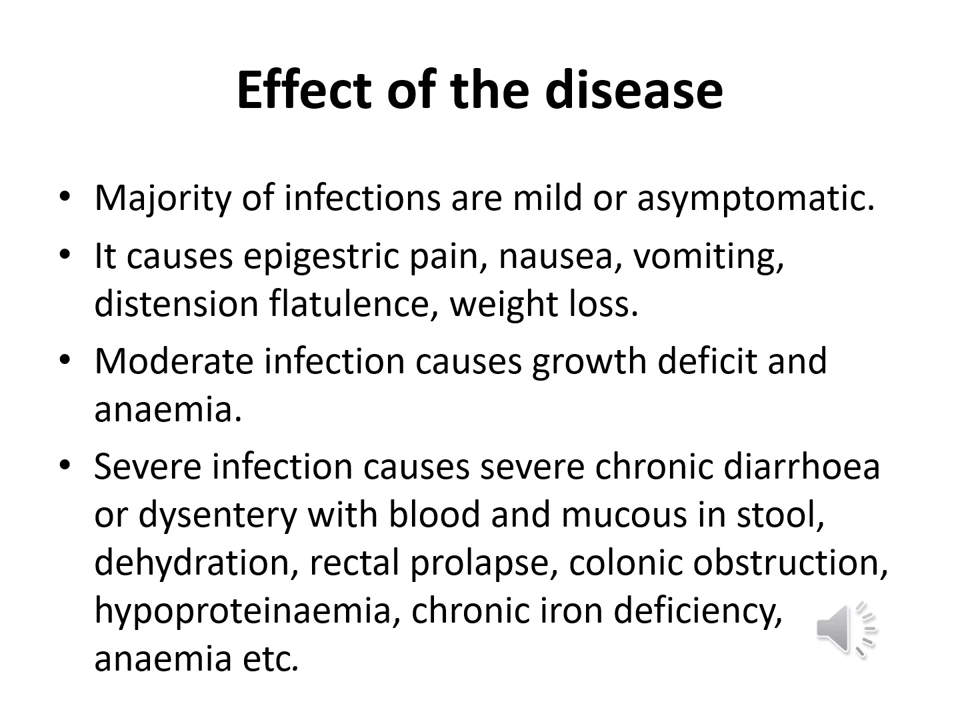 Effect of the disease
• Majority of infections are mild or asymptomatic.
• It causes epigestric pain, nausea, vomiting,
distension flatulence, weight loss.
• Moderate infection causes growth deficit and
anaemia.
• Severe infection causes severe chronic diarrhoea
or dysentery with blood and mucous in stool,
dehydration, rectal prolapse, colonic obstruction,
hypoproteinaemia, chronic iron deficiency,
anaemia etc.